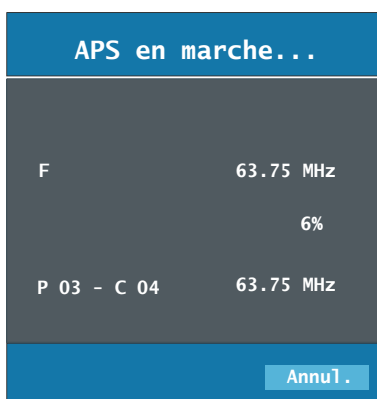 APS en marche...
F 63.75 MHz
6%
P 03 - C 04 63.75 MHz
Annul.